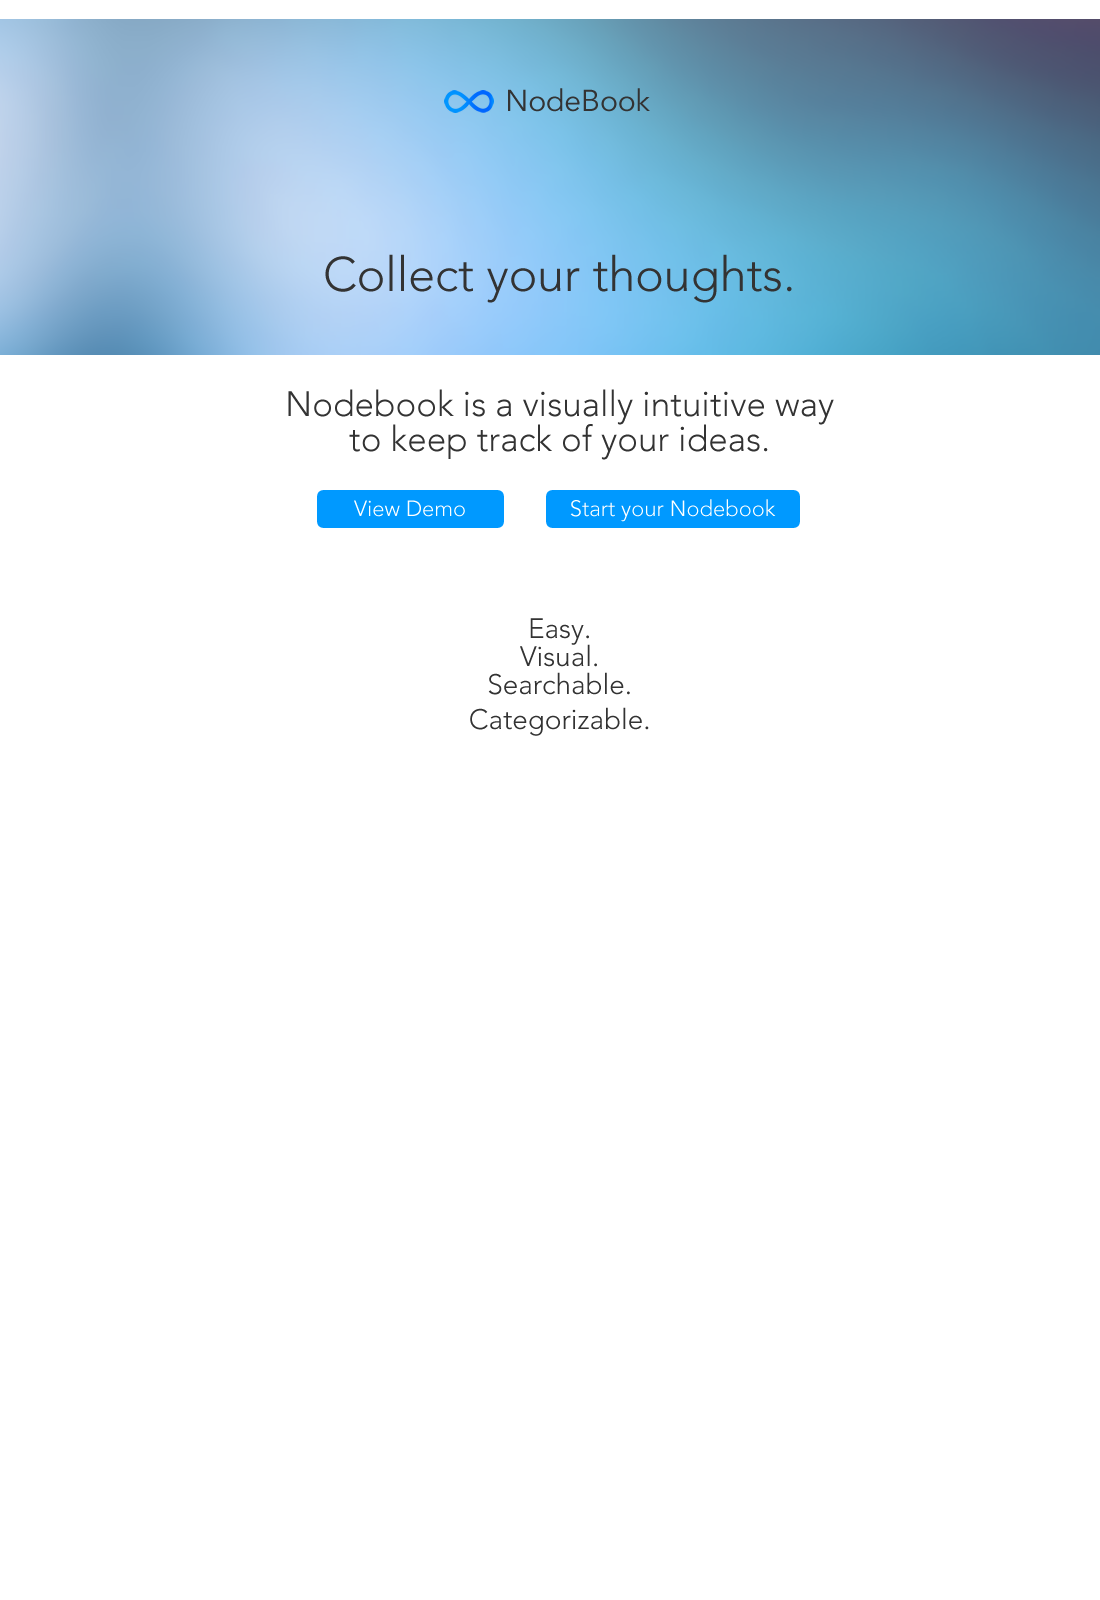 NodeBook
Collect your thoughts.
Nodebook is a visually intuitive way
to keep track of your ideas.
View Demo
Start your Nodebook
Easy.
Visual.
Searchable.
Categorizable.